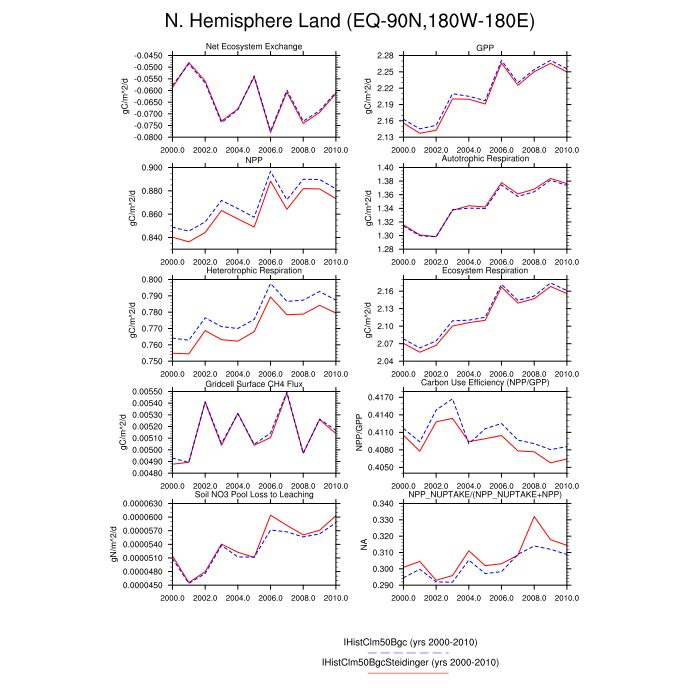 N. Hemisphere Land (EQ-90N,180W-180E)
Net Ecosystem Exchange
gC/m^2/d
-0.0450
-0.0500
-0.0550
-0.0600
-0.0650
-0.0700
-0.0750
-0.0800
2000.0 2002.0 2004.0 2006.0 2008.0 2010.0
GPP
gC/m^2/d
2.28
2.25
2.22
2.19
2.16
2.13
2000.0 2002.0 2004.0 2006.0 2008.0 2010.0
NPP
gC/m^2/d
0.900
0.880
0.860
0.840
2000.0 2002.0 2004.0 2006.0 2008.0 2010.0
Autotrophic Respiration
gC/m^2/d
1.40
1.38
1.35
1.33
1.30
1.28
2000.0 2002.0 2004.0 2006.0 2008.0 2010.0
Heterotrophic Respiration
gC/m^2/d
0.800
0.790
0.780
0.770
0.760
0.750
2000.0 2002.0 2004.0 2006.0 2008.0 2010.0
Ecosystem Respiration
gC/m^2/d
2.16
2.13
2.10
2.07
2.04
2000.0 2002.0 2004.0 2006.0 2008.0 2010.0
Gridcell Surface CH4 Flux
gC/m^2/d
0.00550
0.00540
0.00530
0.00520
0.00510
0.00500
0.00490
0.00480
2000.0 2002.0 2004.0 2006.0 2008.0 2010.0
Carbon Use Efficiency (NPP/GPP)
NPP/GPP
0.4170
0.4140
0.4110
0.4080
0.4050
2000.0 2002.0 2004.0 2006.0 2008.0 2010.0
Soil NO3 Pool Loss to Leaching
gN/m^2/d
0.0000630
0.0000600
0.0000570
0.0000540
0.0000510
0.0000480
0.0000450
2000.0 2002.0 2004.0 2006.0 2008.0 2010.0
NPP_NUPTAKE/(NPP_NUPTAKE+NPP)
NA
0.340
0.330
0.320
0.310
0.300
0.290
2000.0 2002.0 2004.0 2006.0 2008.0 2010.0
IHistClm50Bgc (yrs 2000-2010)
IHistClm50BgcSteidinger (yrs 2000-2010)